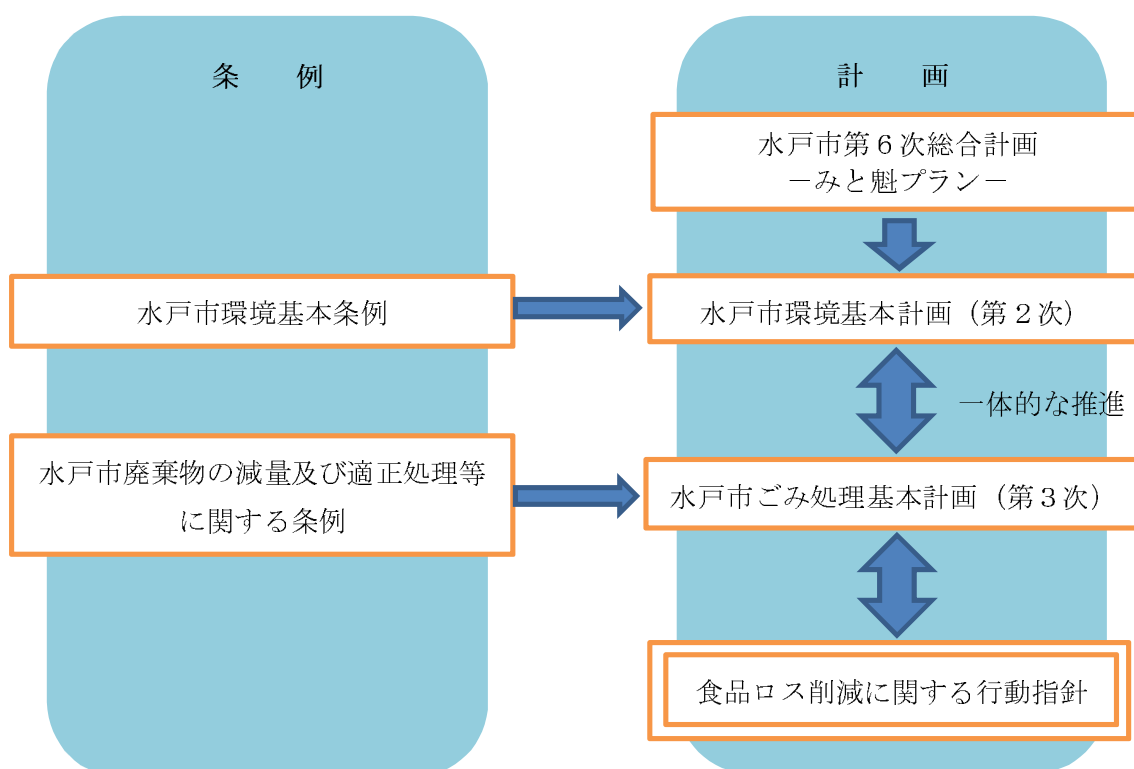 条　例
計　画
水戸市第６次総合計画
－みと魁プラン－
水戸市環境基本条例
水戸市環境基本計画（第２次）
一体的な推進
水戸市廃棄物の減量及び適正処理等
に関する条例
水戸市ごみ処理基本計画（第３次）
食品ロス削減に関する行動指針